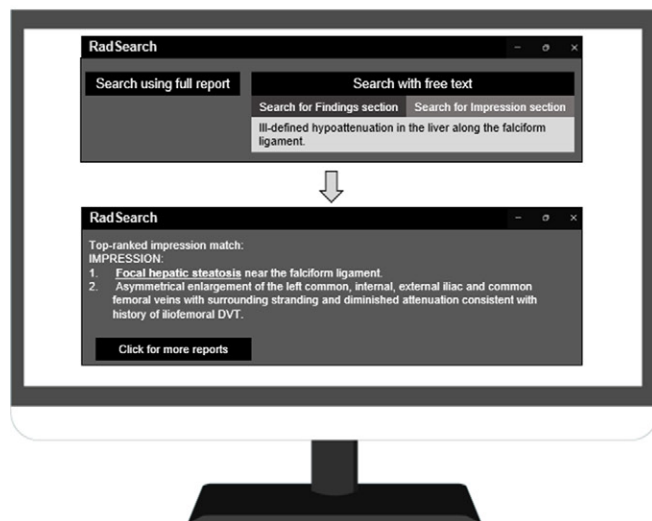 RadSearch
Search using full report
Search with free text
Search for Findings section
Search for Impression section
Ill-defined hypoattenuation in the liver along the falciform
ligament.
RadSearch
Top-ranked impression match:
IMPRESSION:
1. Focal hepatic steatosis near the falciform ligament.
2. Asymmetrical enlargement of the left common, internal, external iliac and common
femoral veins with surrounding stranding and diminished attenuation consistent with
history of iliofemoral DVT.
Click for more reports